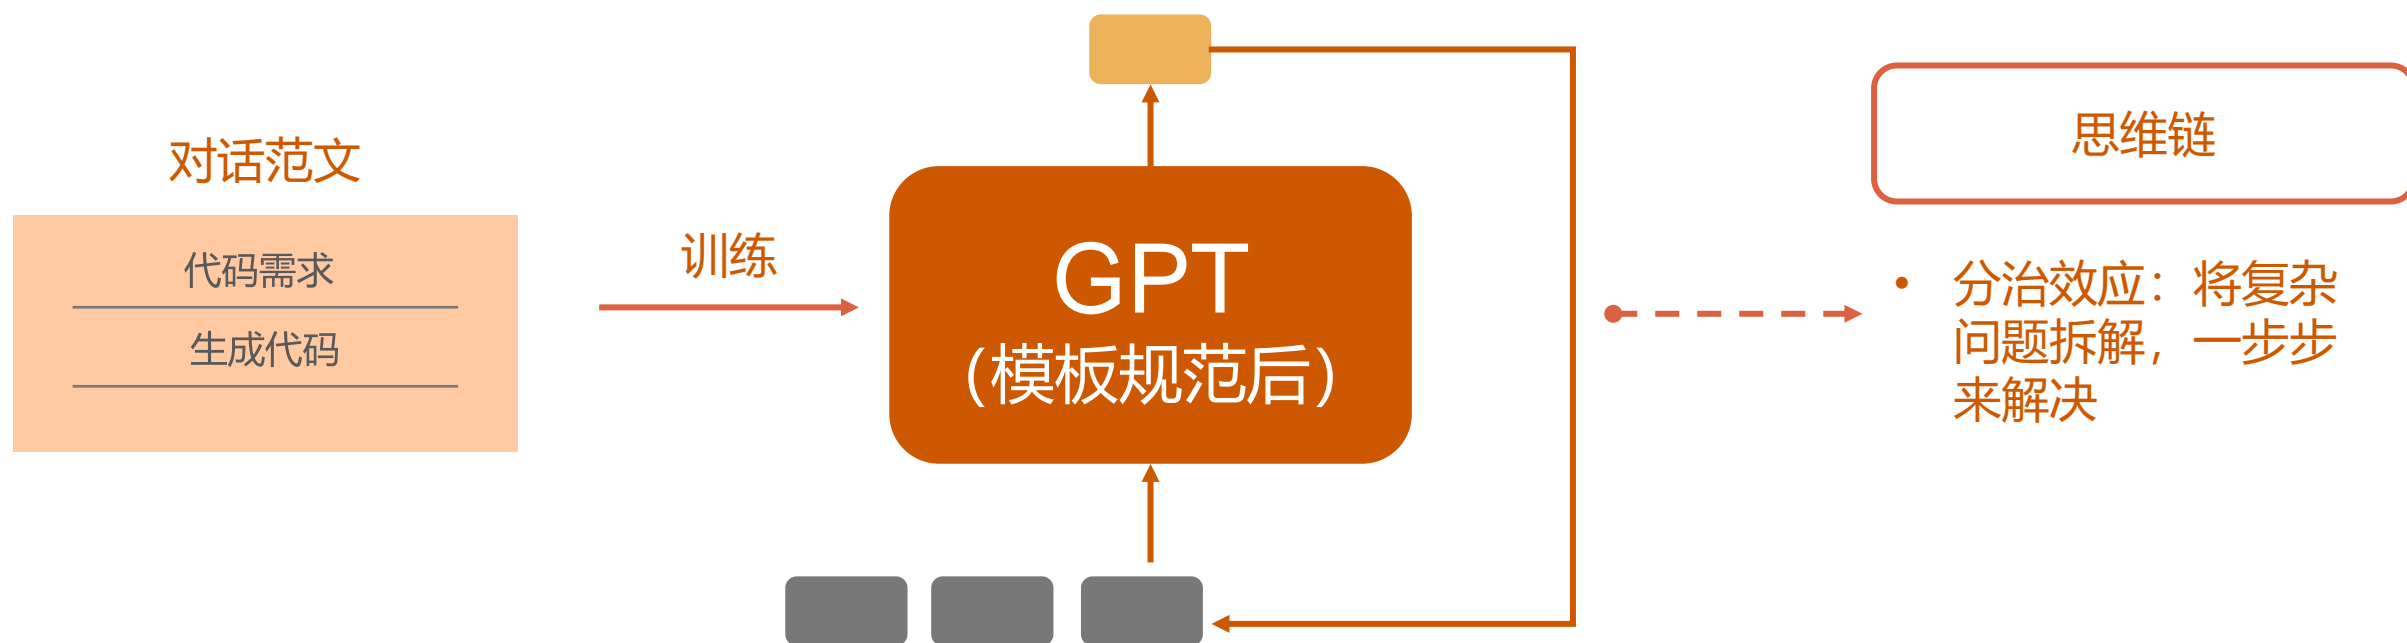 对话范文
代码需求
生成代码
训练
GPT
(模板规范后)
思维链
• 分治效应：将复杂
问题拆解，一步步
来解决